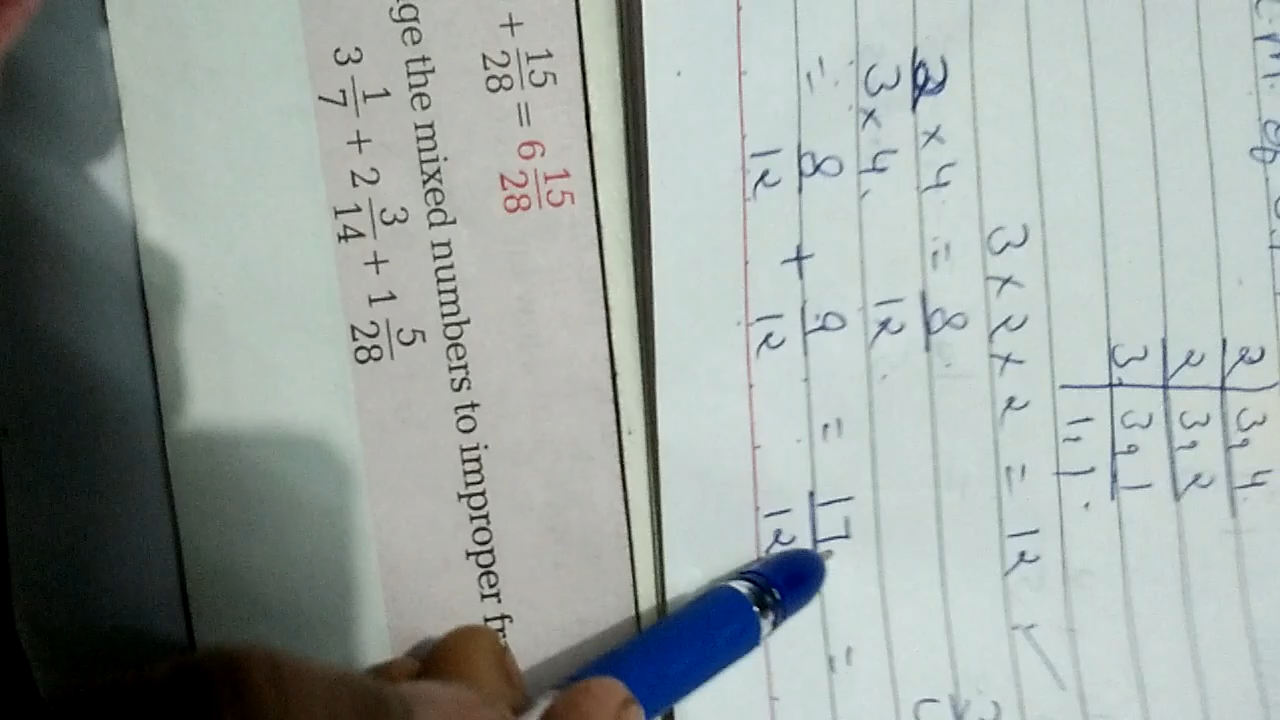 2 | 3, 4
2 | 3, 2
3 | 3, 1
1, 1
3 × 2 × 2 = 12 ✓
2 × 4 = 8
3 × 4 12
= 8/12 + 9/12 = 17/12 =
+ 15/28 = 6 15/28
ge the mixed numbers to improper fr
3 1/7 + 2 3/14 + 1 5/28